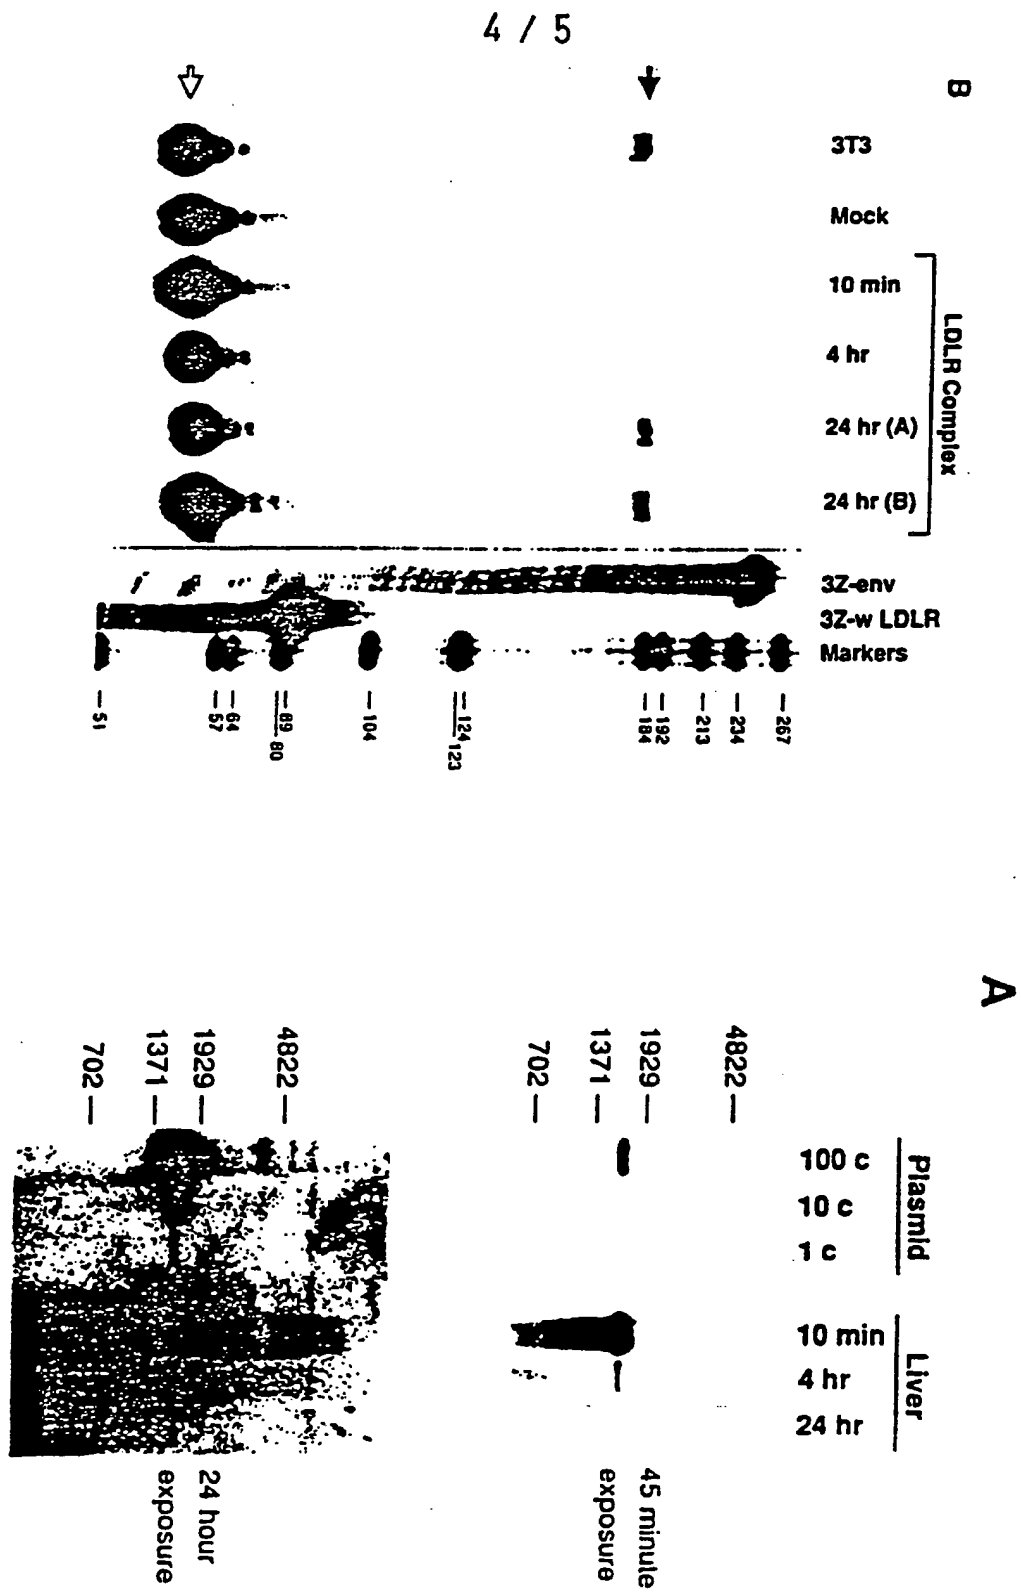 4 / 5
B
3T3
Mock
10 min
4 hr
24 hr (A)
24 hr (B)
LDLR Complex
3Z-env
3Z-w LDLR
Markers
— 267
— 234
— 213
— 192
— 184
— 124
123
— 104
— 89
80
— 64
— 57
— 51
A
Plasmid
100 c
10 c
1 c
Liver
10 min
4 hr
24 hr
4822 —
1929 —
1371 —
702 —
45 minute
exposure
4822 —
1929 —
1371 —
702 —
24 hour
exposure